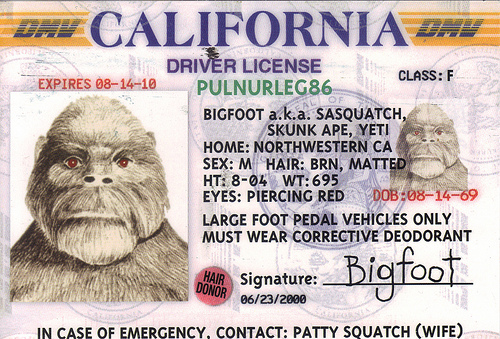 DMV CALIFORNIA DMV
DRIVER LICENSE
EXPIRES 08-14-10
CLASS: F
PULNURLEG86
BIGFOOT a.k.a. SASQUATCH,
SKUNK APE, YETI
HOME: NORTHWESTERN CA
SEX: M HAIR: BRN, MATTED
HT: 8-04 WT: 695
EYES: PIERCING RED
DOB:08-14-69
LARGE FOOT PEDAL VEHICLES ONLY
MUST WEAR CORRECTIVE DEODORANT
HAIR
DONOR
Signature: Bigfoot
06/23/2000
IN CASE OF EMERGENCY, CONTACT: PATTY SQUATCH (WIFE)